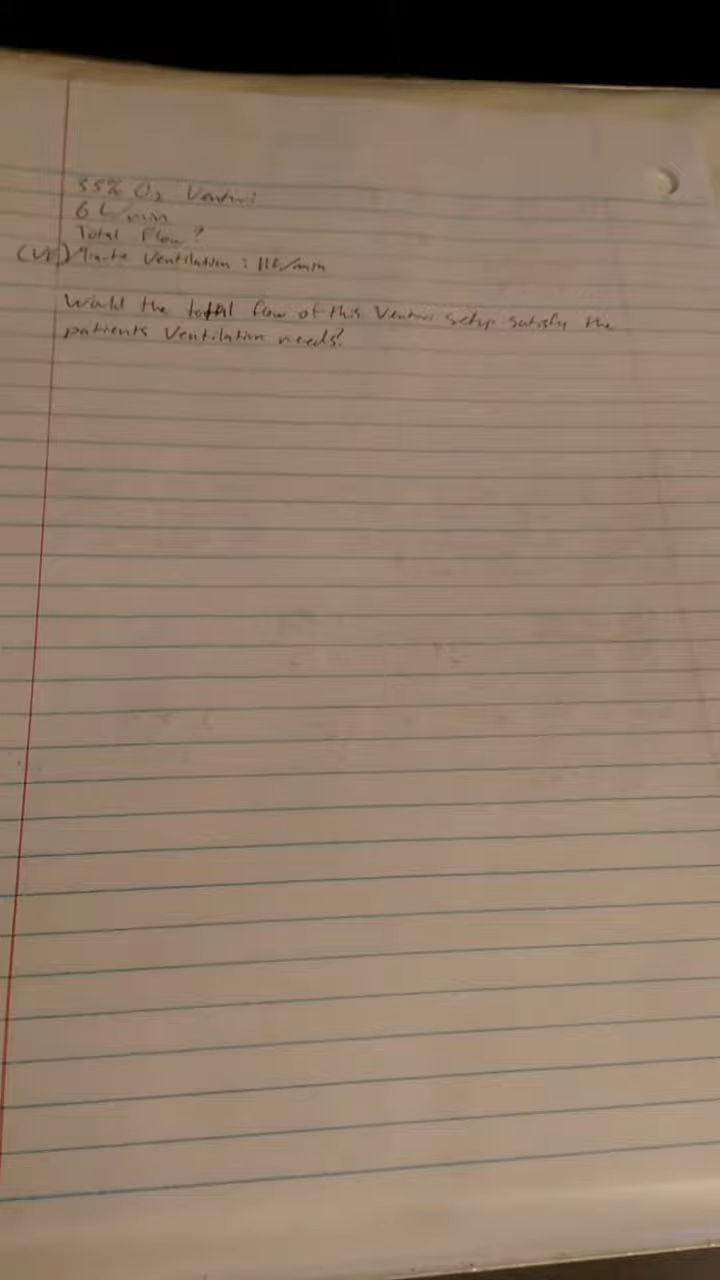 55% O2 Venturi
6 L/min
Total Flow?
(VE) Minute Ventilation: 11L/min
Would the total flow of this Venturi setup satisfy the
patients Ventilation needs?